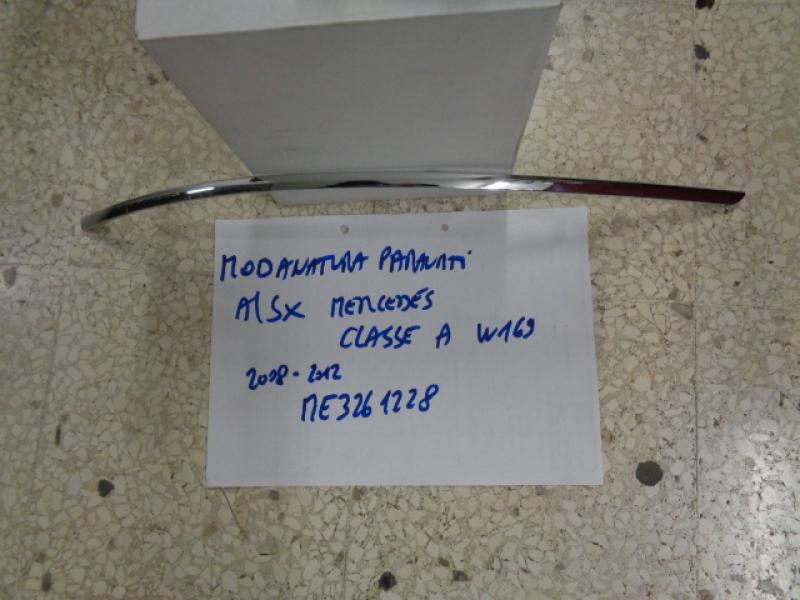 MODANATURA PARAURTI
A/SX MERCEDES
CLASSE A W169
2008-2012
ME3261228